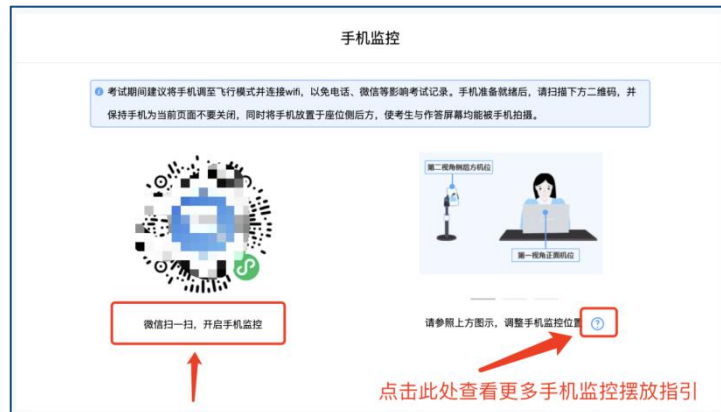 手机监控
考试期间建议将手机调至飞行模式并连接wifi，以免电话、微信等影响考试记录。手机准备就绪后，请扫描下方二维码，并
保持手机为当前页面不要关闭，同时将手机放置于座位侧后方，使考生与作答屏幕均能被手机拍摄。
第二视角侧后方机位
第一视角正面机位
微信扫一扫，开启手机监控
请参照上方图示，调整手机监控位置
点击此处查看更多手机监控摆放指引